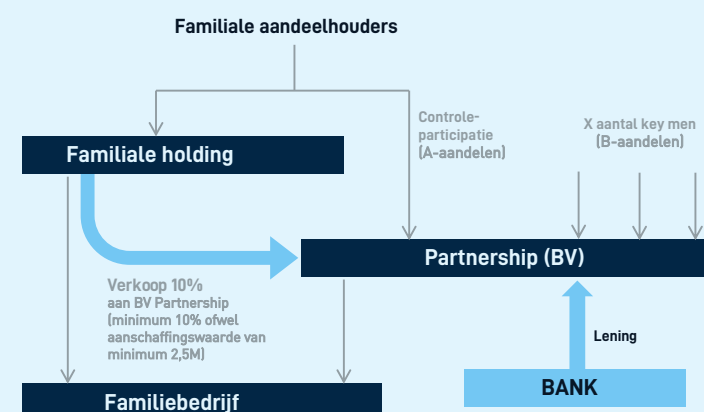 Familiale aandeelhouders
Controle-
participatie
(A-aandelen)
X aantal key men
(B-aandelen)
Familiale holding
Partnership (BV)
Verkoop 10%
aan BV Partnership
(minimum 10% ofwel
aanschaffingswaarde van
minimum 2,5M)
Lening
BANK
Familiebedrijf